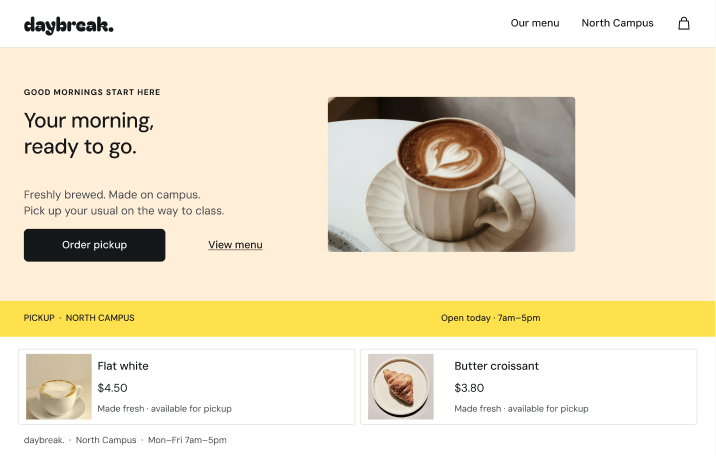 daybreak.
Our menu
North Campus
GOOD MORNINGS START HERE
Your morning,
ready to go.
Freshly brewed. Made on campus.
Pick up your usual on the way to class.
Order pickup
View menu
PICKUP · NORTH CAMPUS
Open today · 7am–5pm
Flat white
$4.50
Made fresh · available for pickup
Butter croissant
$3.80
Made fresh · available for pickup
daybreak. · North Campus · Mon–Fri 7am–5pm